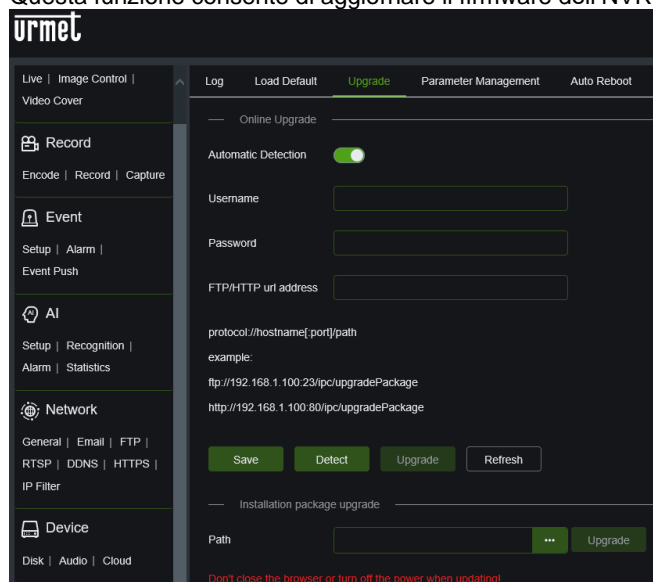 Questa funzione consente di aggiornare il firmware dell'NVR
urmet
Live | Image Control |
Video Cover
Record
Encode | Record | Capture
Event
Setup | Alarm |
Event Push
AI
Setup | Recognition |
Alarm | Statistics
Network
General | Email | FTP |
RTSP | DDNS | HTTPS |
IP Filter
Device
Disk | Audio | Cloud
Log Load Default Upgrade Parameter Management Auto Reboot
Online Upgrade
Automatic Detection
Username
Password
FTP/HTTP url address
protocol://hostname[:port]/path
example:
ftp://192.168.1.100:23/ipc/upgradePackage
http://192.168.1.100:80/ipc/upgradePackage
Save Detect Upgrade Refresh
Installation package upgrade
Path ... Upgrade
Don't close the browser or turn off the power when updating!